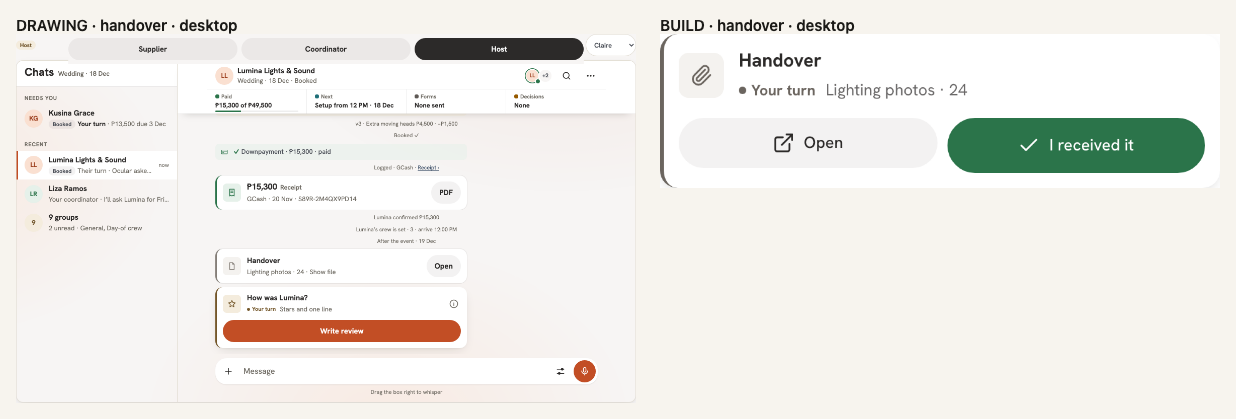 DRAWING · handover · desktop
Host
Supplier
Coordinator
Host
Claire
Chats Wedding · 18 Dec
NEEDS YOU
KG
Kusina Grace
Booked Your turn · ₱13,500 due 3 Dec
RECENT
LL
Lumina Lights & Sound
now
Booked Their turn · Ocular aske...
LR
Liza Ramos
Your coordinator · I'll ask Lumina for Fri...
9
9 groups
2 unread · General, Day-of crew
LL
Lumina Lights & Sound
Wedding · 18 Dec · Booked
LL
+3
Paid
₱15,300 of ₱49,500
Next
Setup from 12 PM · 18 Dec
Forms
None sent
Decisions
None
v3 · Extra moving heads ₱4,500 · -₱1,500
Booked ✓
✓ Downpayment · ₱15,300 · paid
Logged · GCash · Receipt ›
₱15,300 Receipt
GCash · 20 Nov · S89R-2M4QX9PD14
PDF
Lumina confirmed ₱15,300
Lumina's crew is set · 3 · arrive 12:00 PM
After the event · 19 Dec
Handover
Lighting photos · 24 · Show file
Open
How was Lumina?
Your turn Stars and one line
Write review
Message
Drag the box right to whisper
BUILD · handover · desktop
Handover
Your turn Lighting photos · 24
Open
I received it